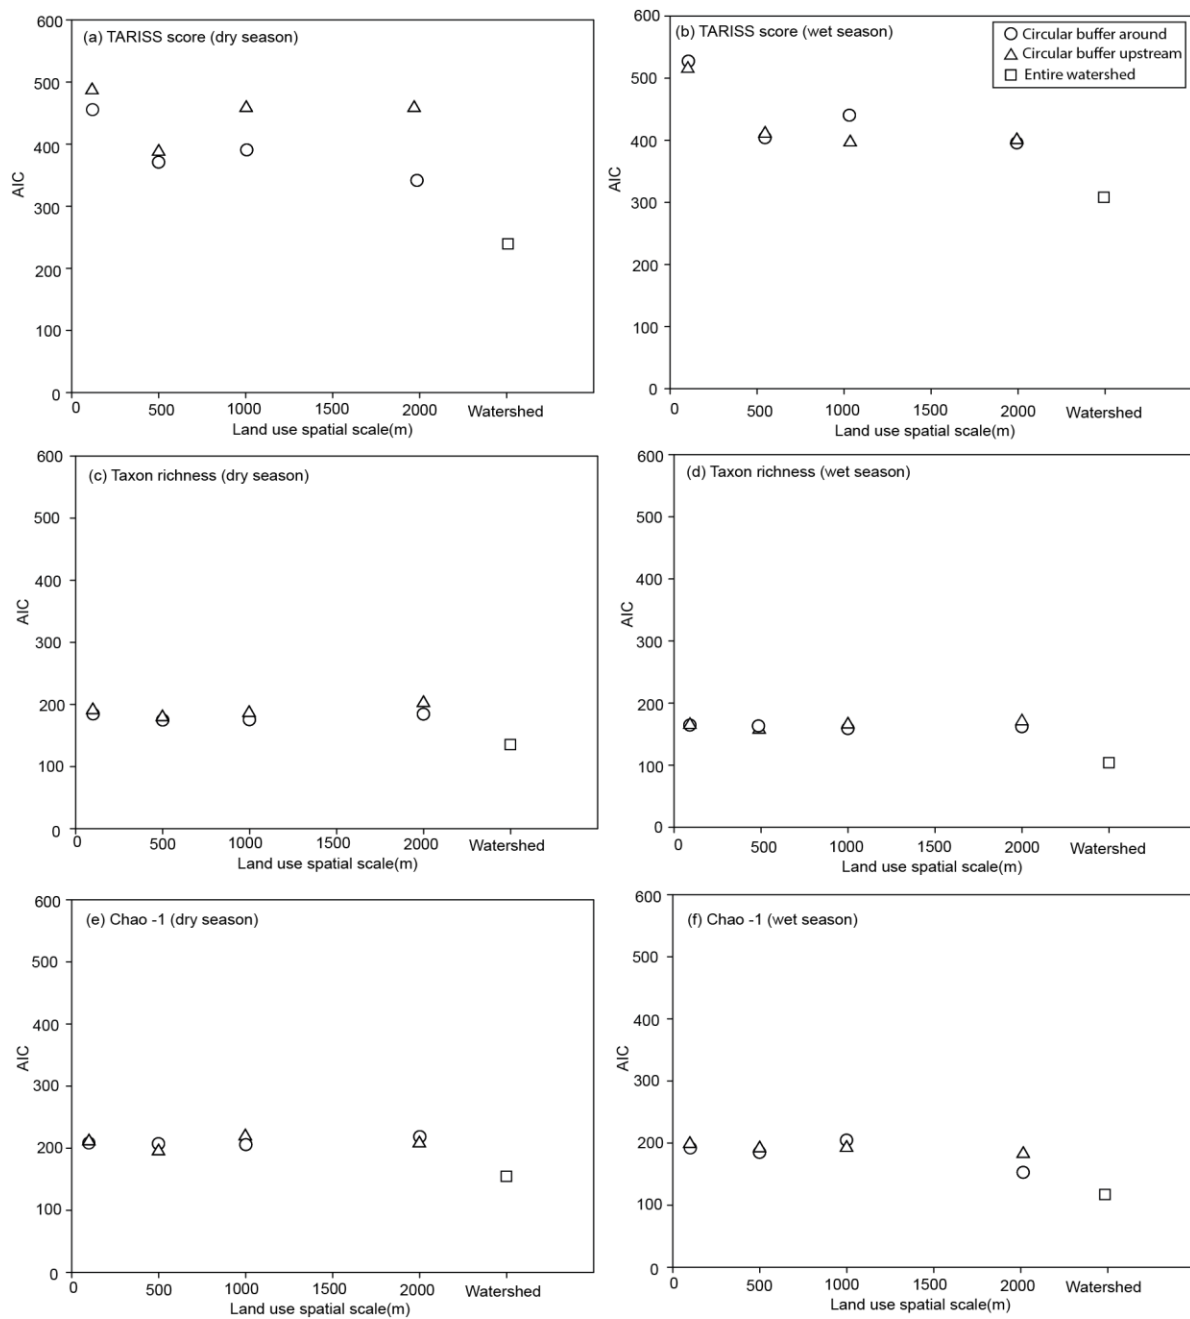 (a) TARISS score (dry season)
600
500
400
300
200
100
0
AIC
500
1000
1500
2000
Watershed
Land use spatial scale(m)
(b) TARISS score (wet season)
Circular buffer around
Circular buffer upstream
Entire watershed
600
500
400
300
200
100
0
AIC
0
500
1000
1500
2000
Watershed
Land use spatial scale(m)
(c) Taxon richness (dry season)
600
500
400
300
200
100
0
AIC
0
500
1000
1500
2000
Watershed
Land use spatial scale(m)
(d) Taxon richness (wet season)
600
500
400
300
200
100
0
AIC
0
500
1000
1500
2000
Watershed
Land use spatial scale(m)
(e) Chao -1 (dry season)
600
500
400
300
200
100
0
AIC
0
500
1000
1500
2000
Watershed
Land use spatial scale(m)
(f) Chao -1 (wet season)
600
500
400
300
200
100
0
AIC
0
500
1000
1500
2000
Watershed
Land use spatial scale(m)